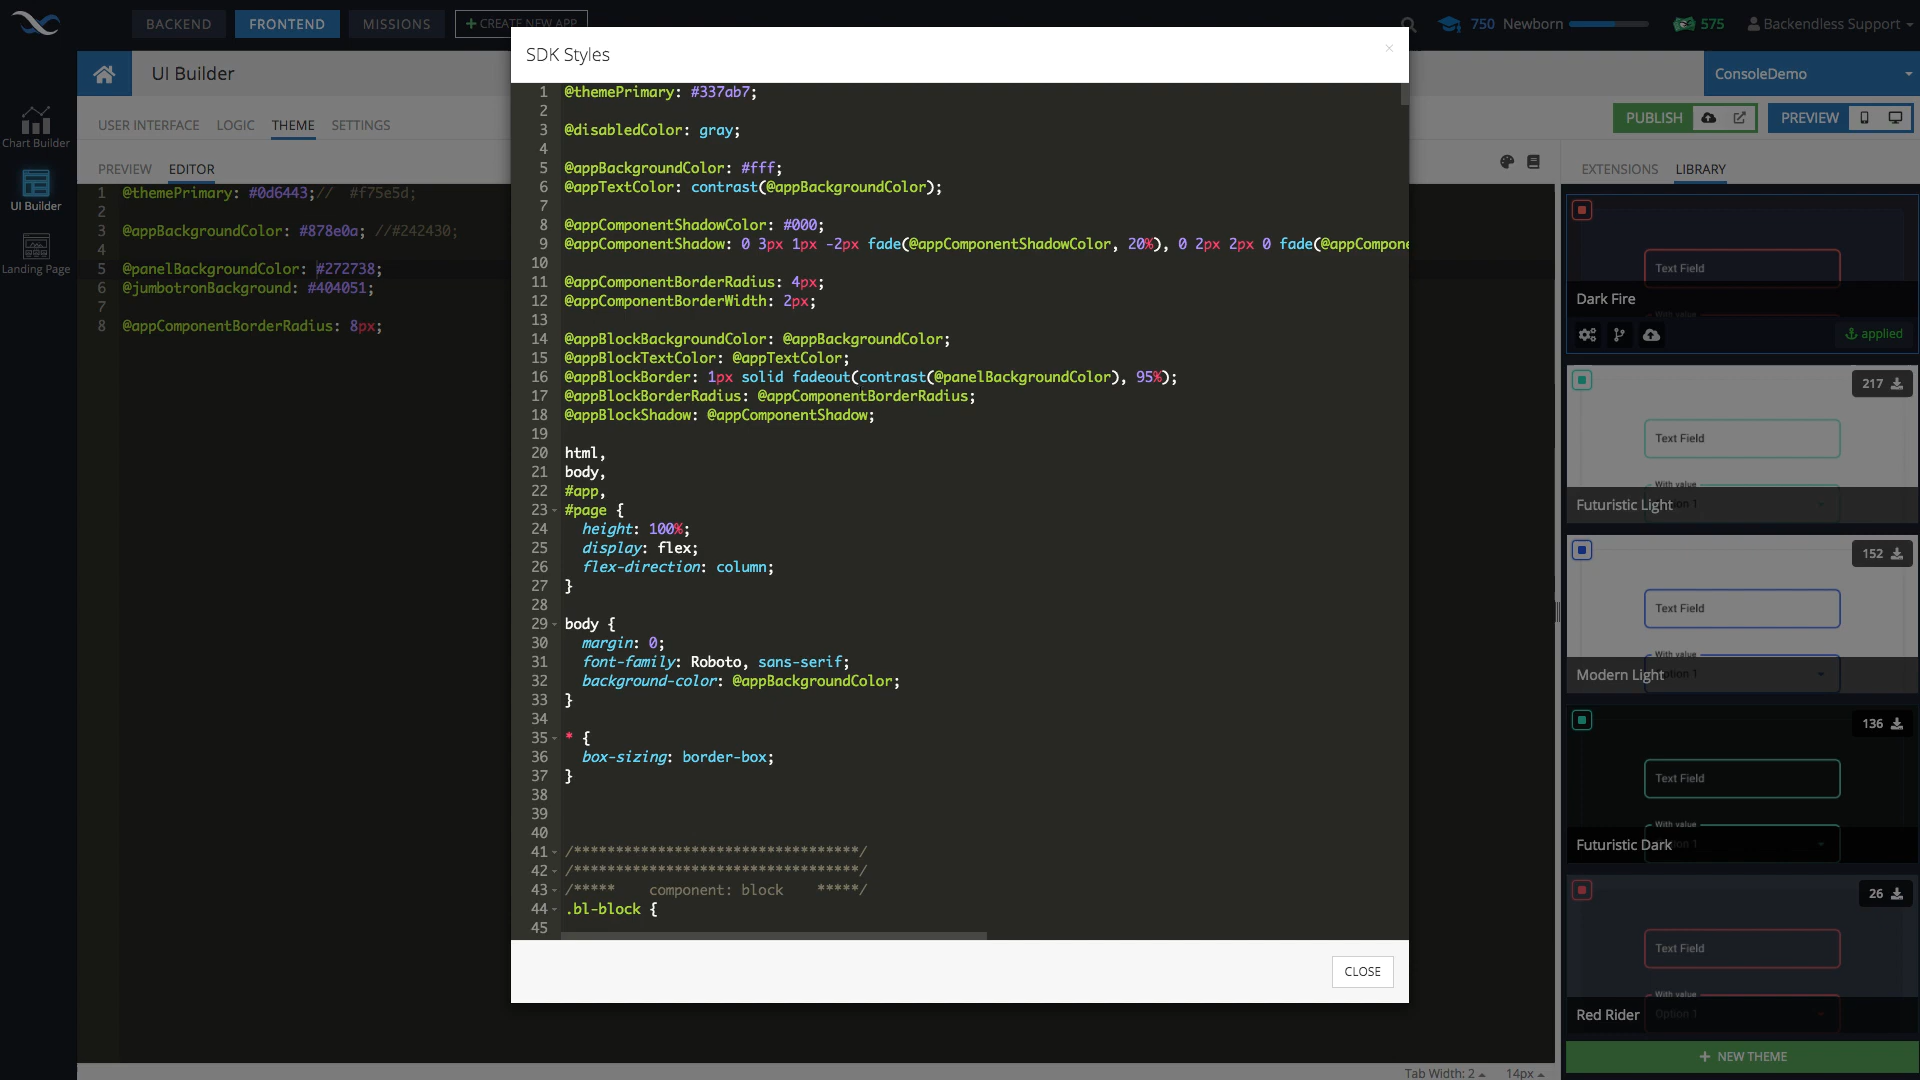 BACKEND
FRONTEND
MISSIONS
CREATE NEW APP
750 Newborn
575
Backendless Support
UI Builder
ConsoleDemo
USER INTERFACE
LOGIC
THEME
SETTINGS
PUBLISH
PREVIEW
Chart Builder
UI Builder
Landing Page
PREVIEW
EDITOR
1 @themePrimary: #0d6443;// #f75e5d;
2
3 @appBackgroundColor: #878e0a; //#242430;
4
5 @panelBackgroundColor: #272738;
6 @jumbotronBackground: #404051;
7
8 @appComponentBorderRadius: 8px;
SDK Styles
×
1 @themePrimary: #337ab7;
2
3 @disabledColor: gray;
4
5 @appBackgroundColor: #fff;
6 @appTextColor: contrast(@appBackgroundColor);
7
8 @appComponentShadowColor: #000;
9 @appComponentShadow: 0 3px 1px -2px fade(@appComponentShadowColor, 20%), 0 2px 2px 0 fade(@appCompone
10
11 @appComponentBorderRadius: 4px;
12 @appComponentBorderWidth: 2px;
13
14 @appBlockBackgroundColor: @appBackgroundColor;
15 @appBlockTextColor: @appTextColor;
16 @appBlockBorder: 1px solid fadeout(contrast(@panelBackgroundColor), 95%);
17 @appBlockBorderRadius: @appComponentBorderRadius;
18 @appBlockShadow: @appComponentShadow;
19
20 html,
21 body,
22 #app,
23 #page {
24 height: 100%;
25 display: flex;
26 flex-direction: column;
27 }
28
29 body {
30 margin: 0;
31 font-family: Roboto, sans-serif;
32 background-color: @appBackgroundColor;
33 }
34
35 * {
36 box-sizing: border-box;
37 }
38
39
40
41 /**********************************/
42 /**********************************/
43 /***** component: block *****/
44 .bl-block {
45
CLOSE
EXTENSIONS
LIBRARY
Text Field
Dark Fire
applied
217
Text Field
With value
Futuristic Light
152
Text Field
With value
Modern Light
136
Text Field
With value
Futuristic Dark
26
Text Field
With value
Red Rider
Option 1
NEW THEME
Tab Width: 2
14px